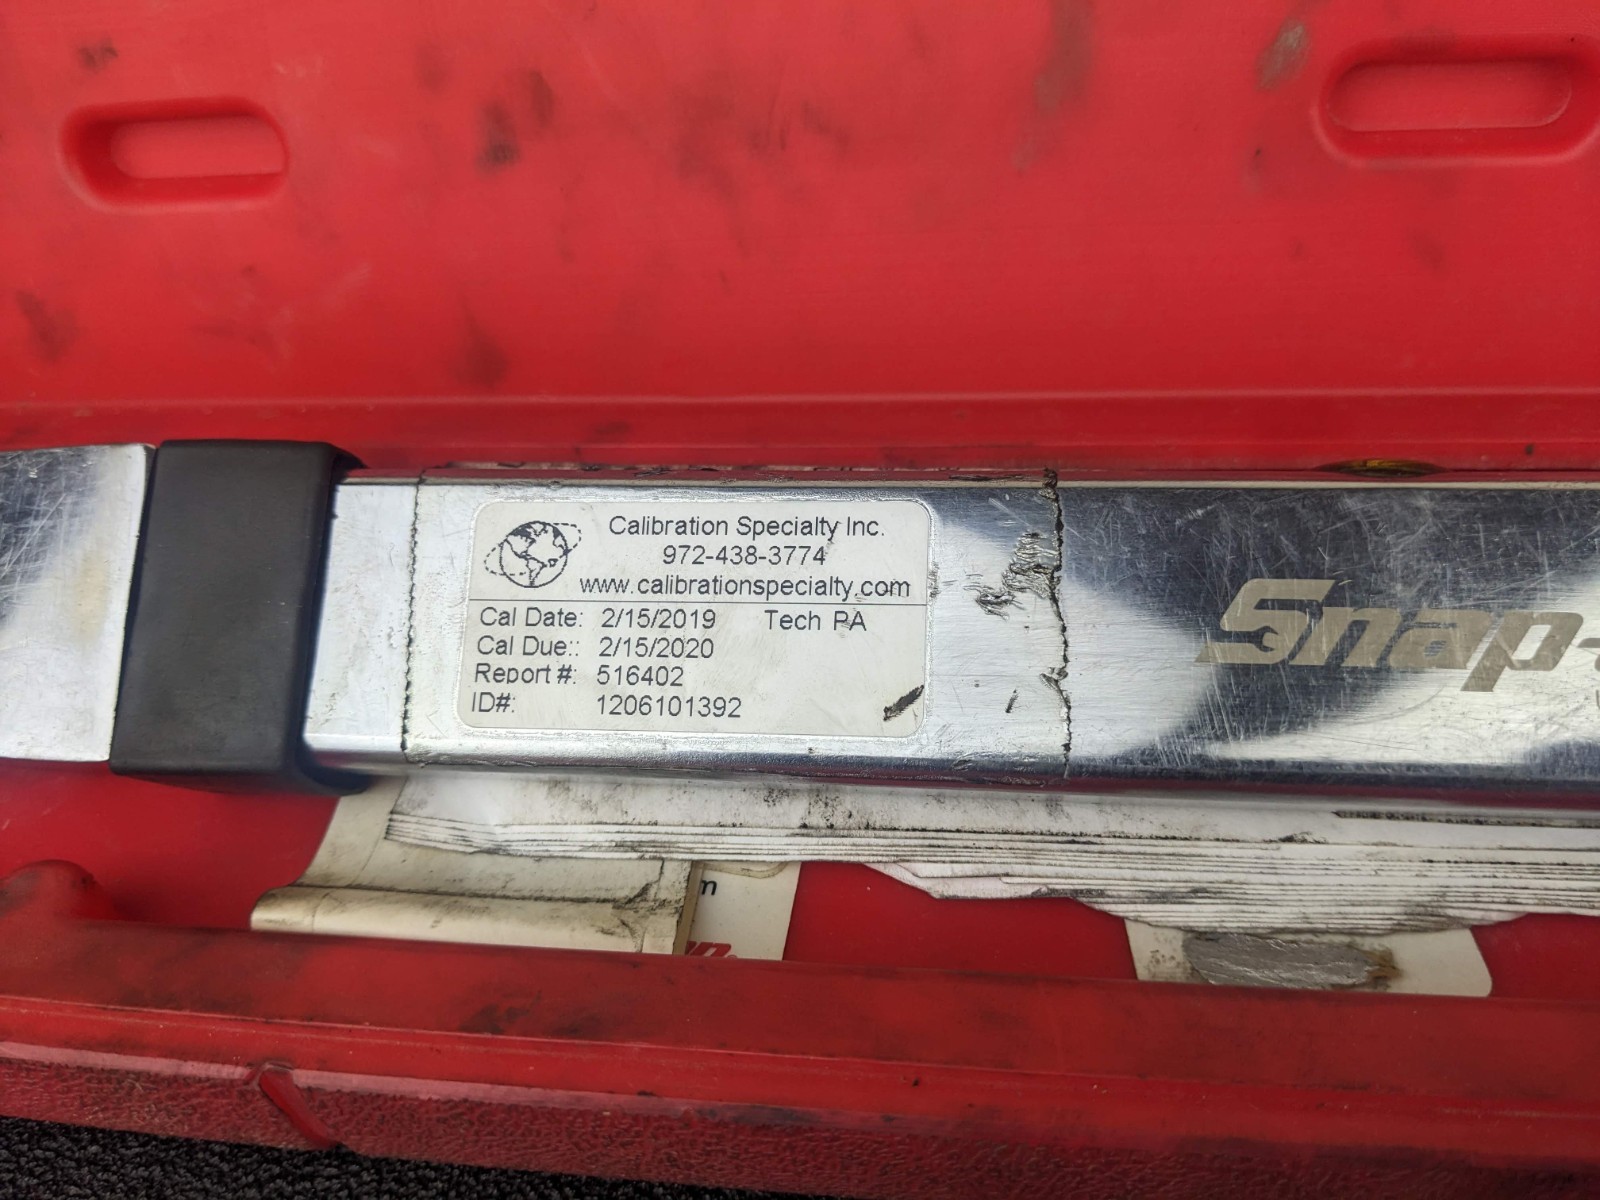 Calibration Specialty Inc.
972-438-3774
www.calibrationspecialty.com
Cal Date: 2/15/2019 Tech PA
Cal Due:: 2/15/2020
Report #: 516402
ID#: 1206101392
Snap-
m